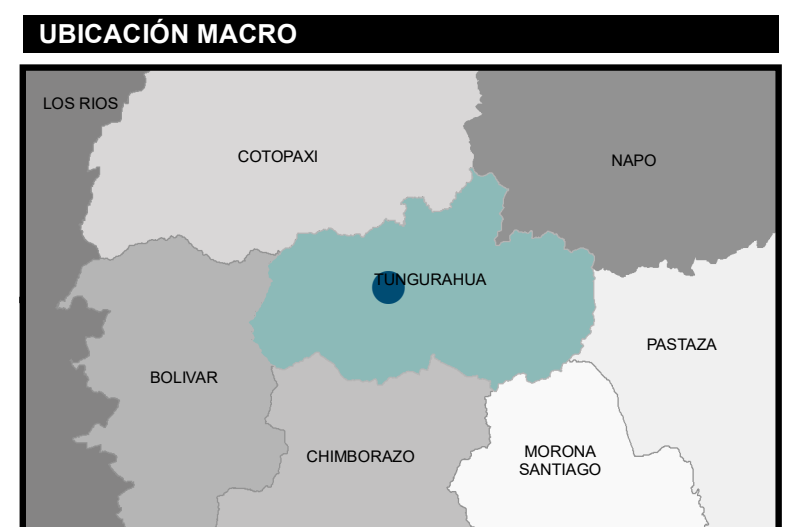 UBICACIÓN MACRO
LOS RIOS
COTOPAXI
NAPO
TUNGURAHUA
PASTAZA
BOLIVAR
CHIMBORAZO
MORONA
SANTIAGO